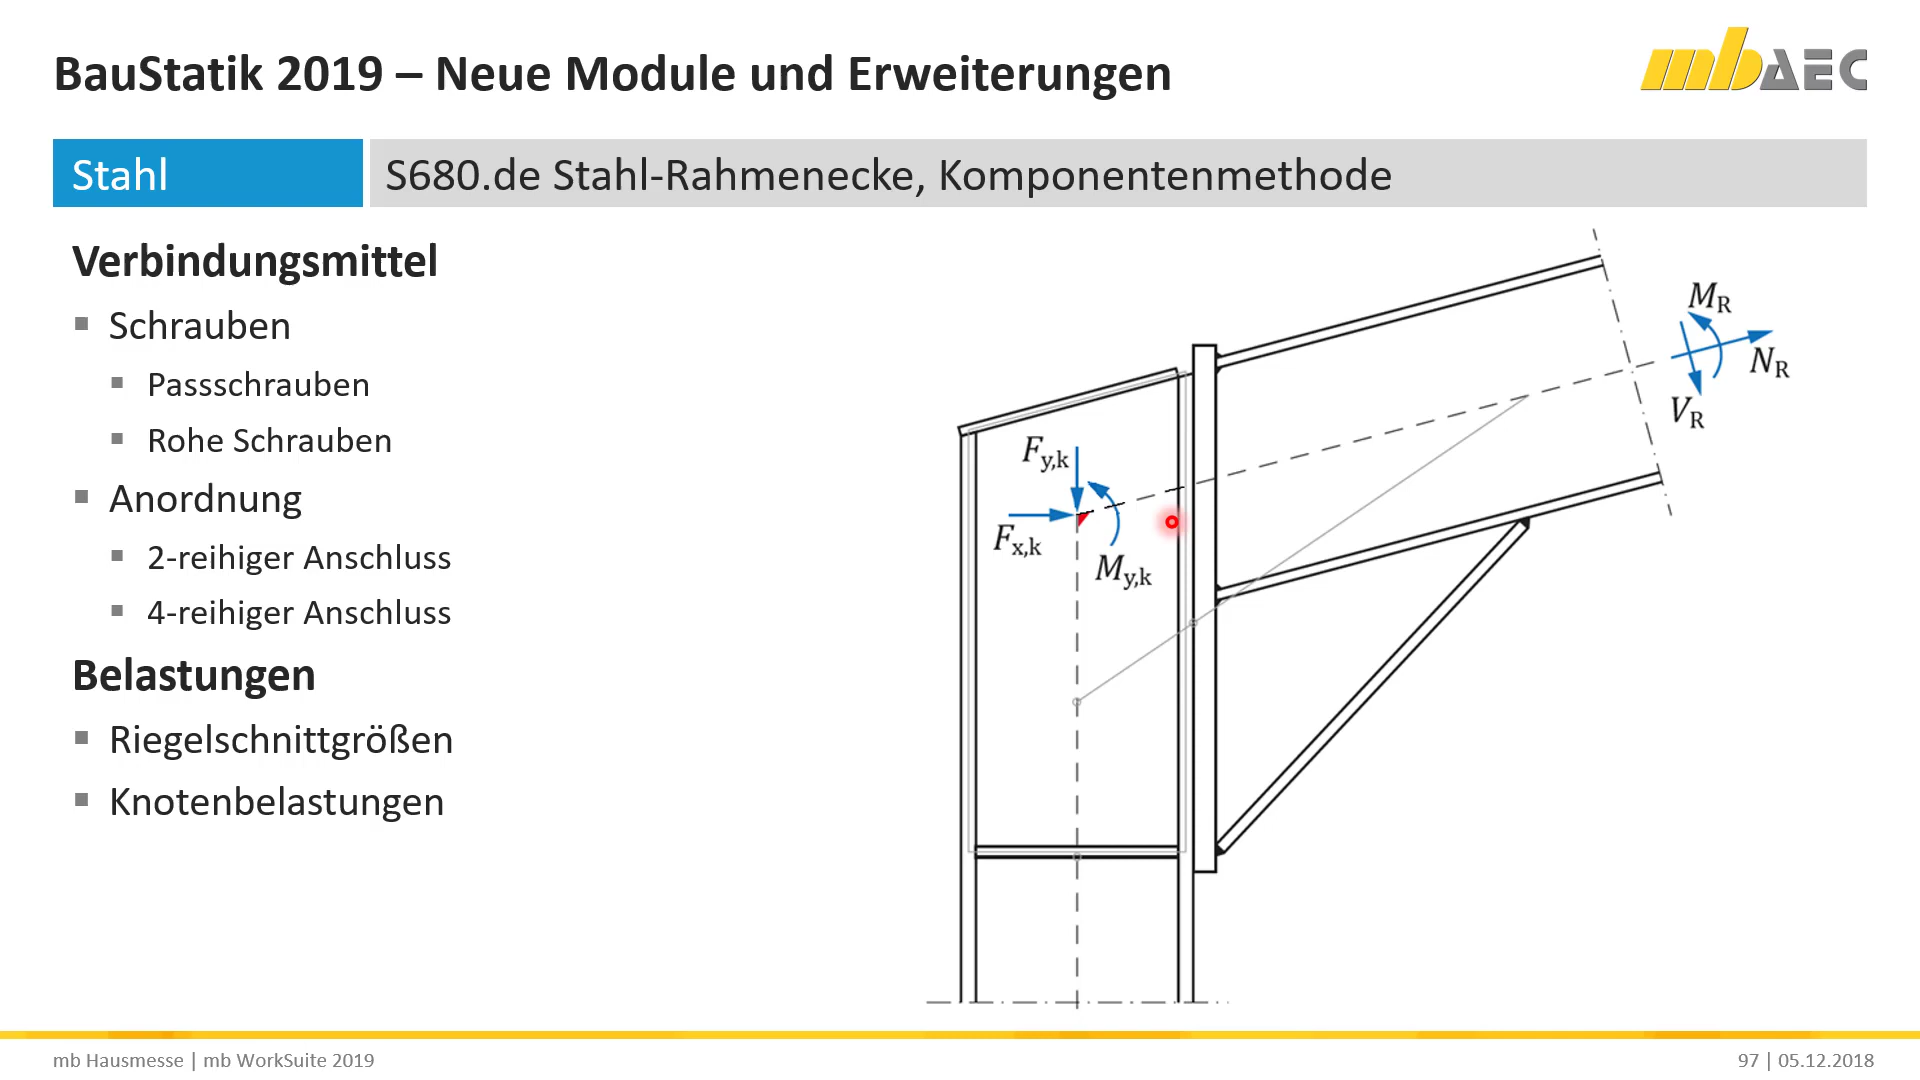 BauStatik 2019 – Neue Module und Erweiterungen
mbAEC
Stahl
S680.de Stahl-Rahmenecke, Komponentenmethode
Verbindungsmittel
Schrauben
Passschrauben
Rohe Schrauben
Anordnung
2-reihiger Anschluss
4-reihiger Anschluss
Belastungen
Riegelschnittgrößen
Knotenbelastungen
MR
NR
VR
Fy,k
Fx,k
My,k
mb Hausmesse | mb WorkSuite 2019
97 | 05.12.2018